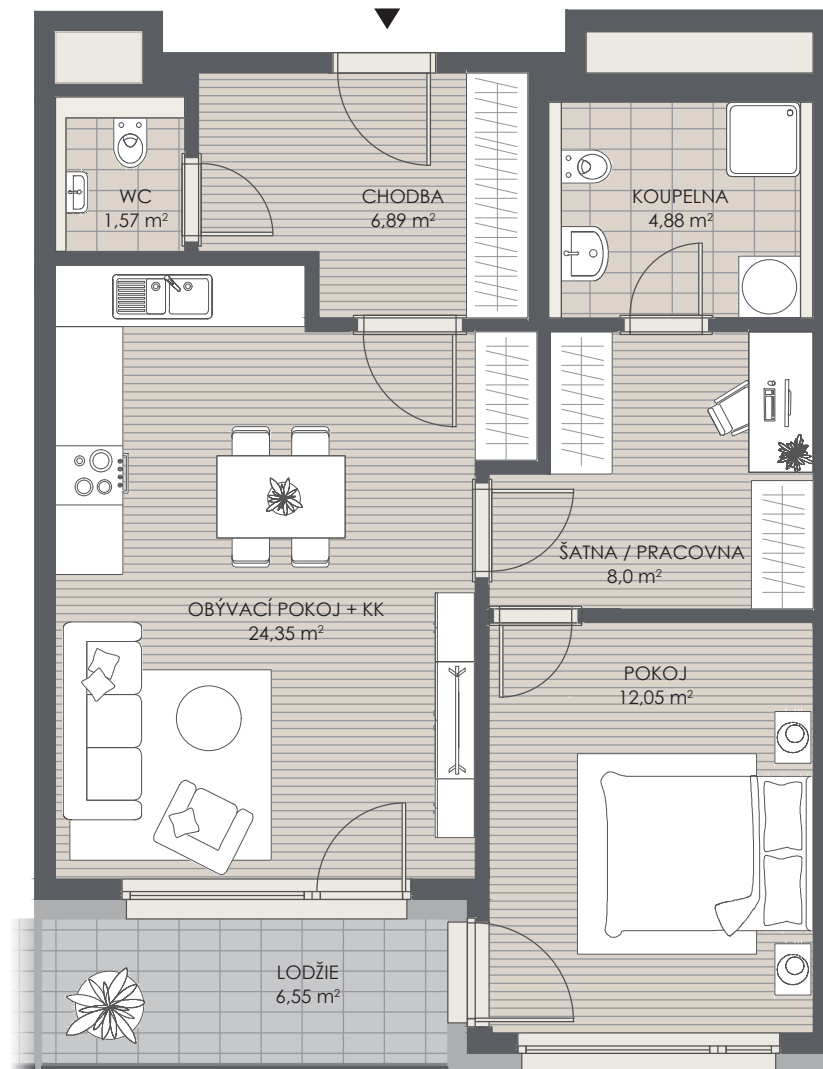 WC
1,57 m²
CHODBA
6,89 m²
KOUPELNA
4,88 m²
ŠATNA / PRACOVNA
8,0 m²
OBÝVACÍ POKOJ + KK
24,35 m²
POKOJ
12,05 m²
LODŽIE
6,55 m²